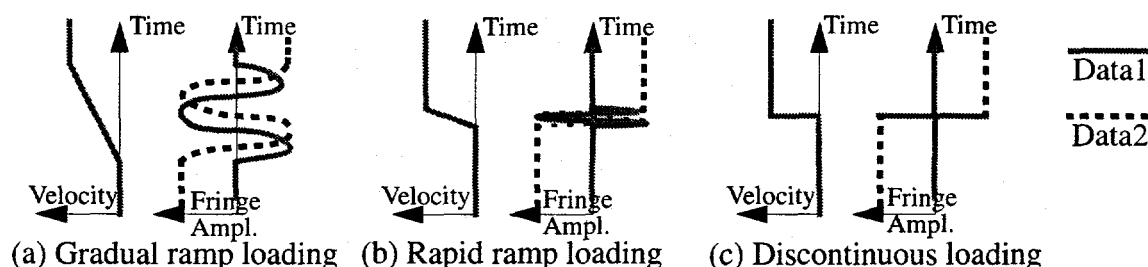 Time Time Time Time Time Time
Data1
Data2
Velocity Fringe Velocity Fringe Velocity Fringe
Ampl. Ampl. Ampl.
(a) Gradual ramp loading (b) Rapid ramp loading (c) Discontinuous loading